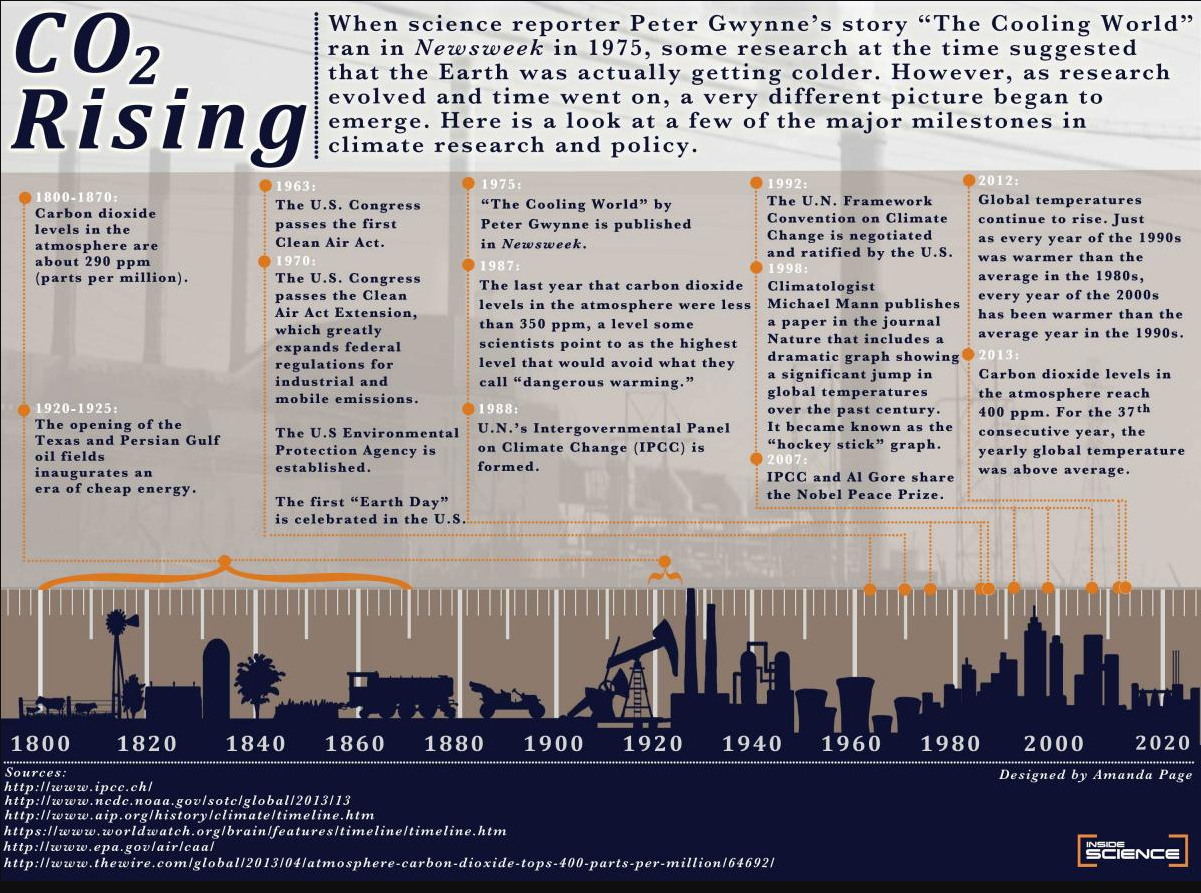 CO2
Rising
When science reporter Peter Gwynne's story "The Cooling World"
ran in Newsweek in 1975, some research at the time suggested
that the Earth was actually getting colder. However, as research
evolved and time went on, a very different picture began to
emerge. Here is a look at a few of the major milestones in
climate research and policy.
1800-1870:
Carbon dioxide
levels in the
atmosphere are
about 290 ppm
(parts per million).
1920-1925:
The opening of the
Texas and Persian Gulf
oil fields
inaugurates an
era of cheap energy.
1963:
The U.S. Congress
passes the first
Clean Air Act.
1970:
The U.S. Congress
passes the Clean
Air Act Extension,
which greatly
expands federal
regulations for
industrial and
mobile emissions.
The U.S Environmental
Protection Agency is
established.
The first "Earth Day"
is celebrated in the U.S.
1975:
"The Cooling World" by
Peter Gwynne is published
in Newsweek.
1987:
The last year that carbon dioxide
levels in the atmosphere were less
than 350 ppm, a level some
scientists point to as the highest
level that would avoid what they
call "dangerous warming."
1988:
U.N.'s Intergovernmental Panel
on Climate Change (IPCC) is
formed.
1992:
The U.N. Framework
Convention on Climate
Change is negotiated
and ratified by the U.S.
1998:
Climatologist
Michael Mann publishes
a paper in the journal
Nature that includes a
dramatic graph showing
a significant jump in
global temperatures
over the past century.
It became known as the
"hockey stick" graph.
2007:
IPCC and Al Gore share
the Nobel Peace Prize.
2012:
Global temperatures
continue to rise. Just
as every year of the 1990s
was warmer than the
average in the 1980s,
every year of the 2000s
has been warmer than the
average year in the 1990s.
2013:
Carbon dioxide levels in
the atmosphere reach
400 ppm. For the 37th
consecutive year, the
yearly global temperature
was above average.
1800 1820 1840 1860 1880 1900 1920 1940 1960 1980 2000 2020
Sources:
http://www.ipcc.ch/
http://www.ncdc.noaa.gov/sotc/global/2013/13
http://www.aip.org/history/climate/timeline.htm
https://www.worldwatch.org/brain/features/timeline/timeline.htm
http://www.epa.gov/air/caa/
http://www.thewire.com/global/2013/04/atmosphere-carbon-dioxide-tops-400-parts-per-million/64692/
Designed by Amanda Page
INSIDE
SCIENCE